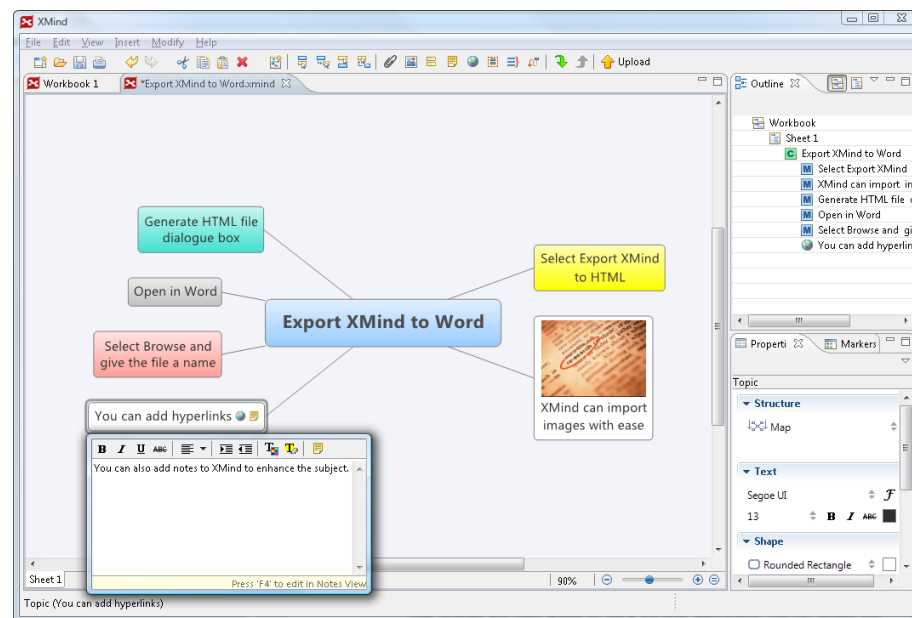 XMind
File Edit View Insert Modify Help
Upload
Workbook 1
*Export XMind to Word.xmind
Outline
Workbook
Sheet 1
C Export XMind to Word
M Select Export XMind
M XMind can import in
M Generate HTML file
M Open in Word
M Select Browse and gi
You can add hyperlin
Generate HTML file
dialogue box
Open in Word
Select Browse and
give the file a name
You can add hyperlinks
Export XMind to Word
Select Export XMind
to HTML
XMind can import
images with ease
B I U ABC
You can also add notes to XMind to enhance the subject.
Press 'F4' to edit in Notes View
Properti
Markers
Topic
Structure
Map
Text
Segoe UI
13 B I ABC
Shape
Rounded Rectangle
Sheet 1
90%
Topic (You can add hyperlinks)